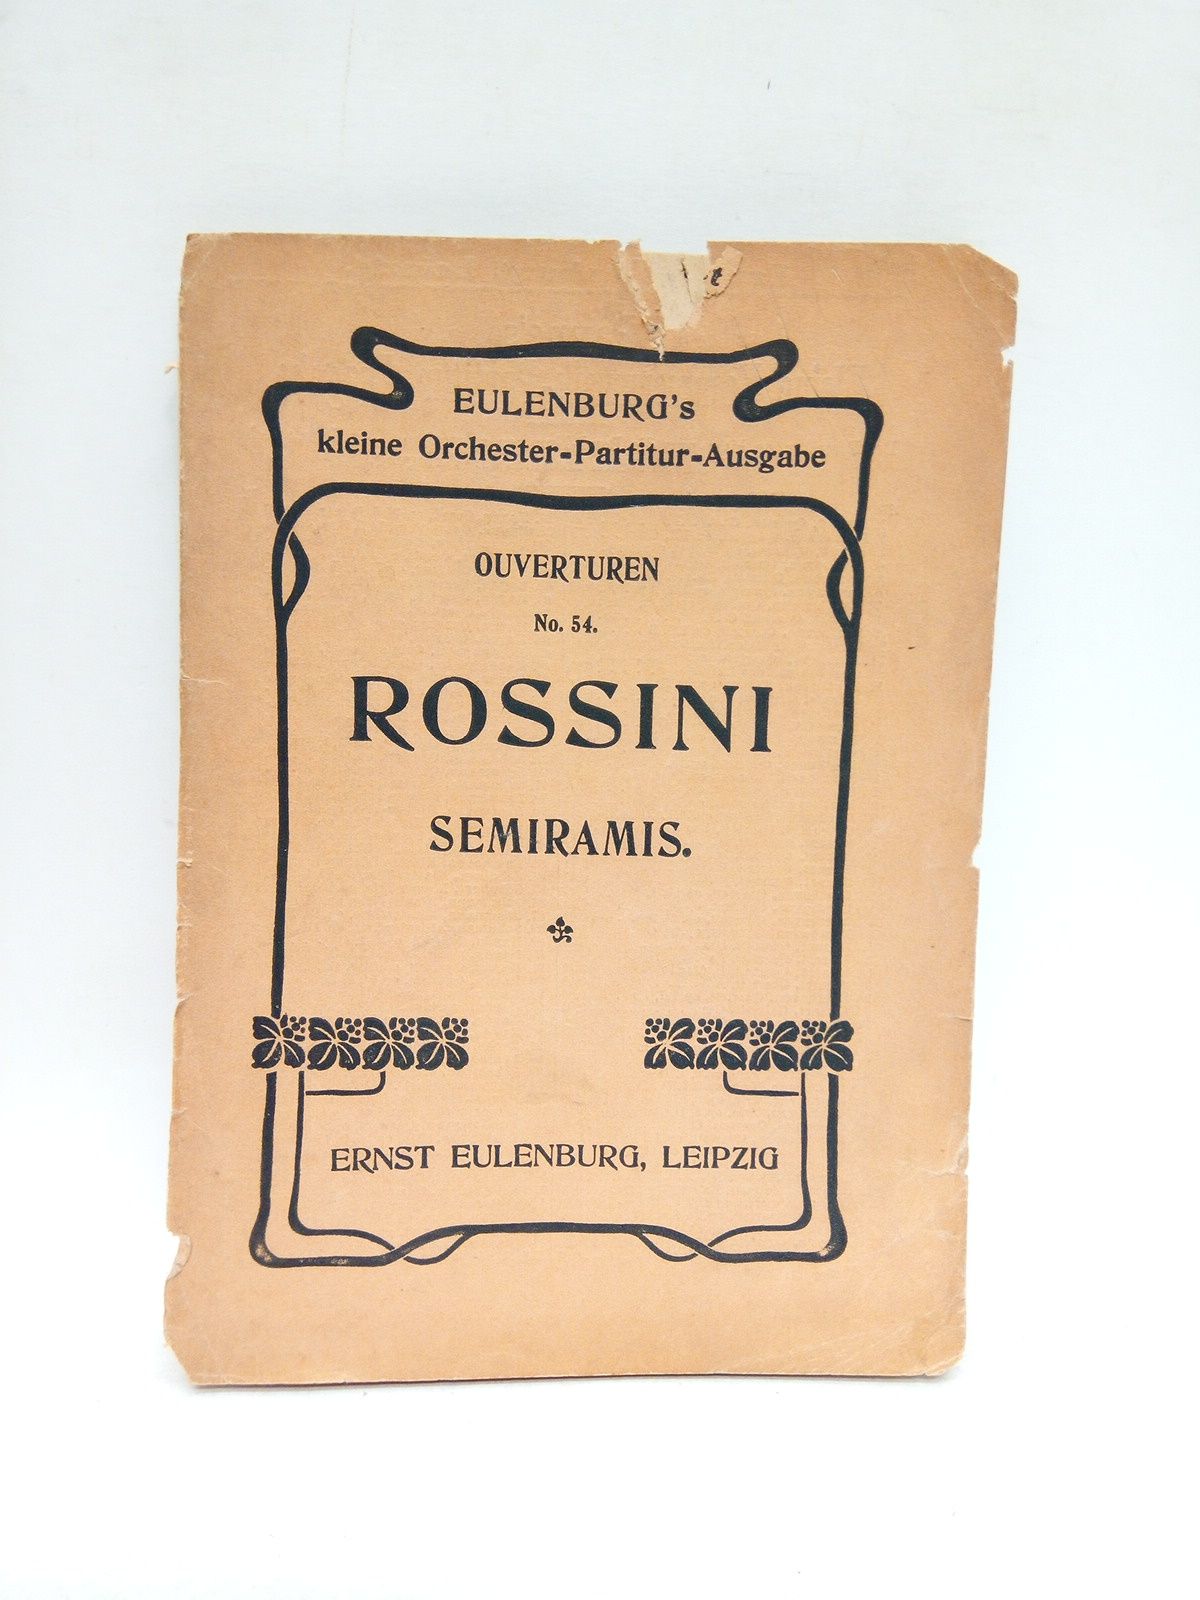 EULENBURG's
kleine Orchester-Partitur-Ausgabe
OUVERTUREN
No. 54.
ROSSINI
SEMIRAMIS.
ERNST EULENBURG, LEIPZIG